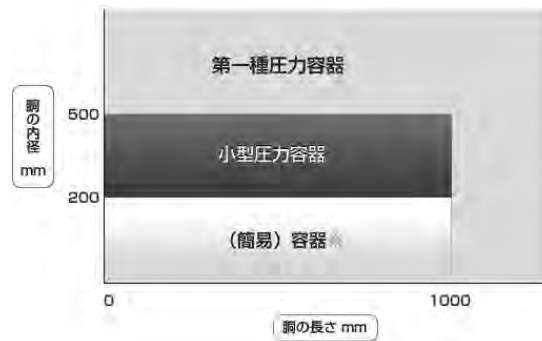 第一種圧力容器
胴の内径
mm
500
小型圧力容器
200
（簡易）容器※
0
1000
胴の長さ mm